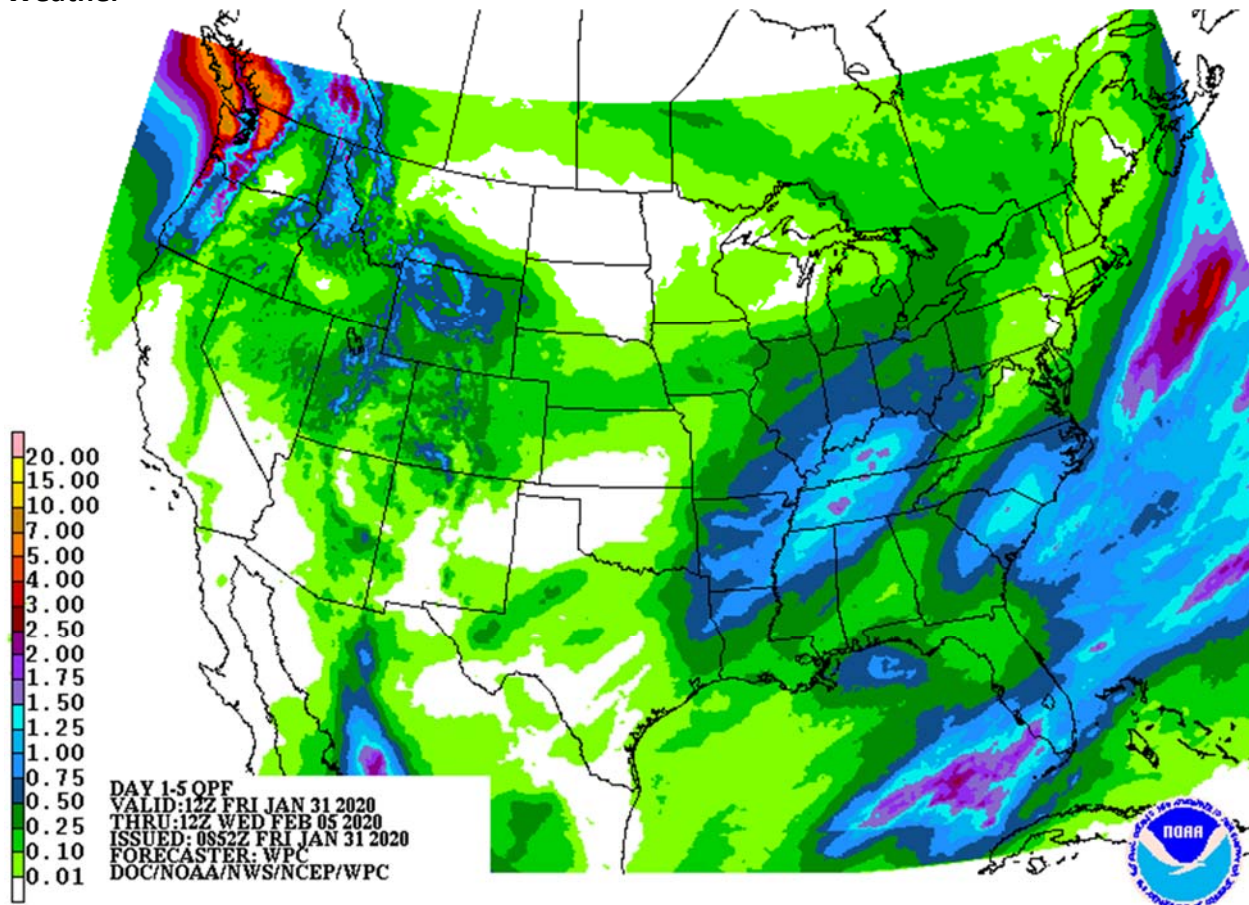 Weather
20.00
15.00
10.00
7.00
5.00
4.00
3.00
2.50
2.00
1.75
1.50
1.25
1.00
0.75
0.50
0.25
0.10
0.01
DAY 1-5 QPF
VALID:12Z FRI JAN 31 2020
THRU:12Z WED FEB 05 2020
ISSUED: 0852Z FRI JAN 31 2020
FORECASTER: WPC
DOC/NOAA/NWS/NCEP/WPC
NOAA